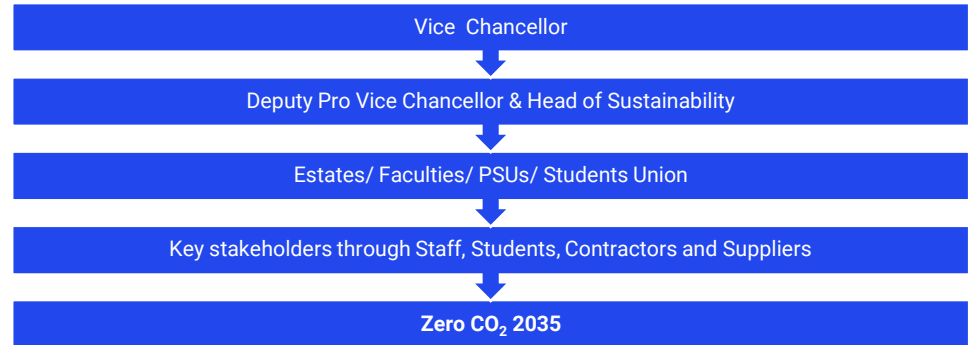 Vice Chancellor
Deputy Pro Vice Chancellor & Head of Sustainability
Estates/ Faculties/ PSUs/ Students Union
Key stakeholders through Staff, Students, Contractors and Suppliers
Zero CO₂ 2035